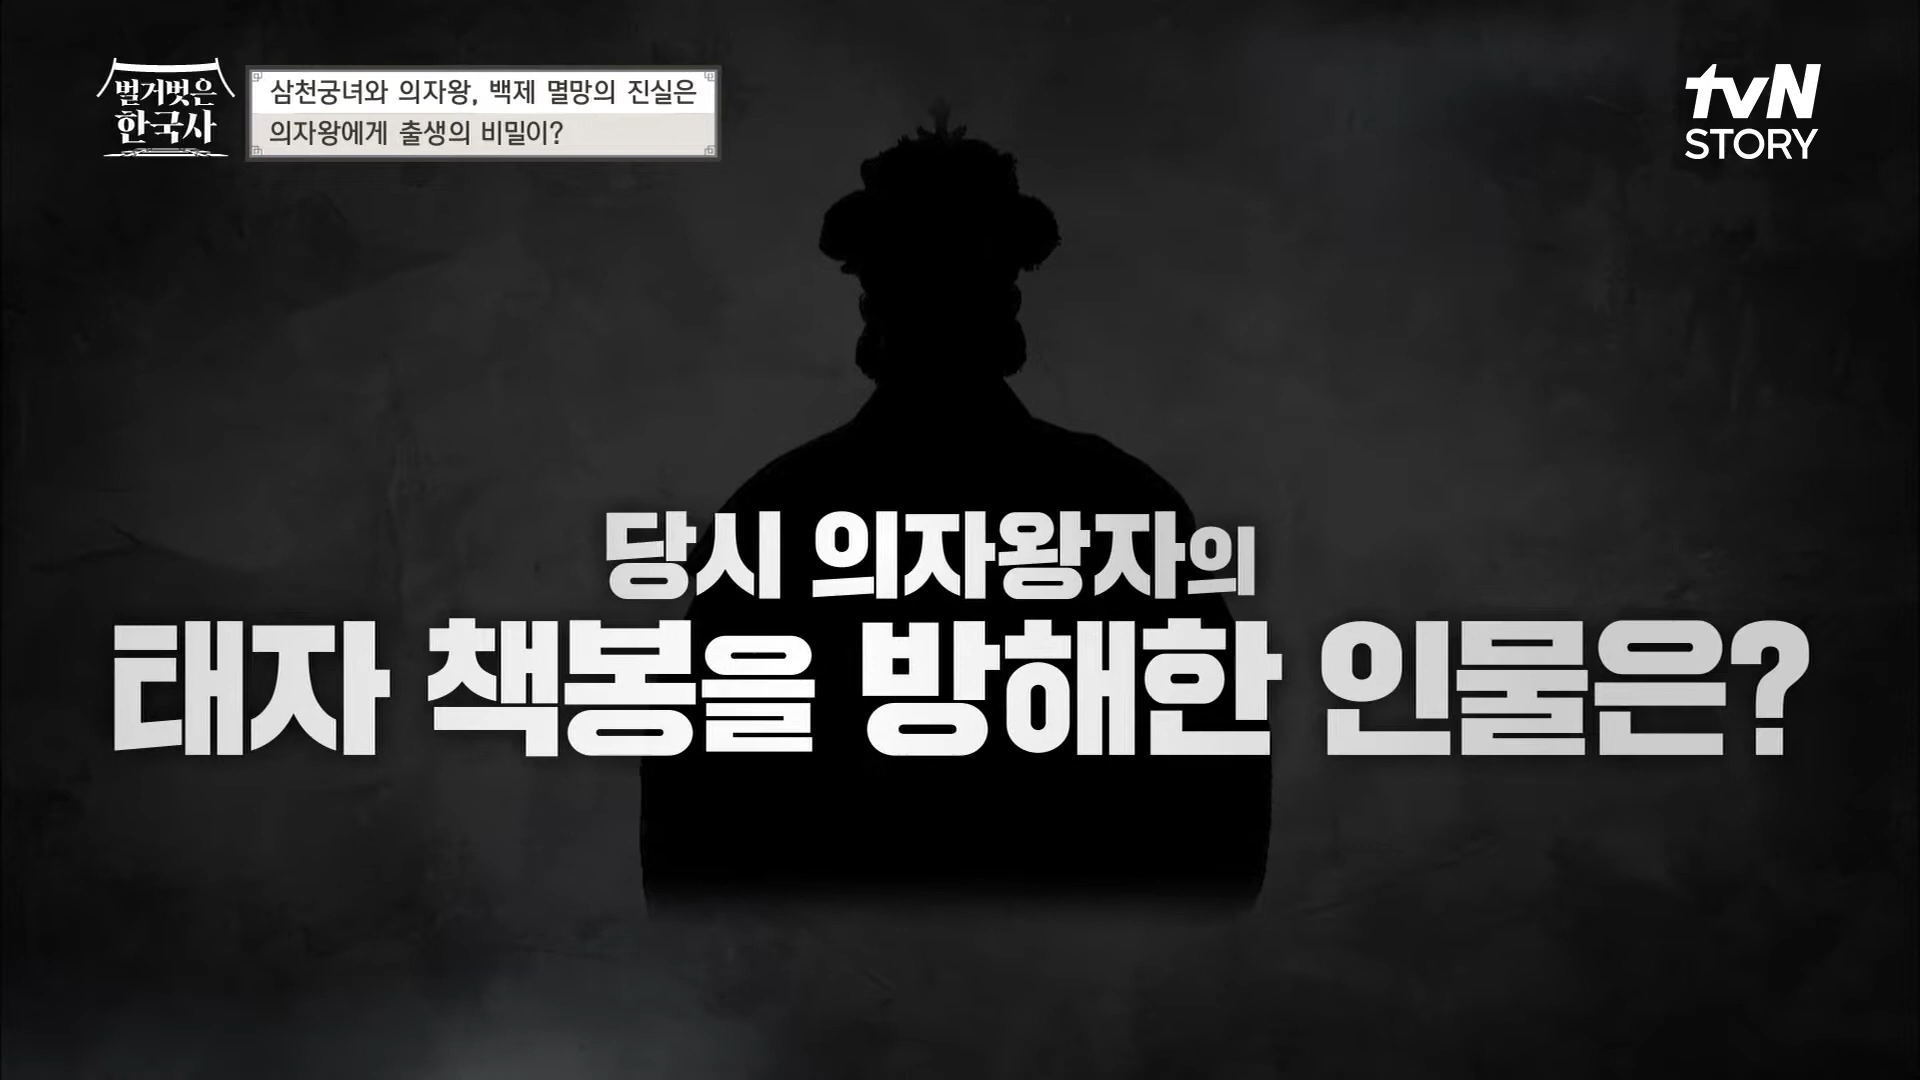 벌거벗은
한국사
삼천궁녀와 의자왕, 백제 멸망의 진실은
의자왕에게 출생의 비밀이?
tvN
STORY
당시 의자왕자의
태자 책봉을 방해한 인물은?